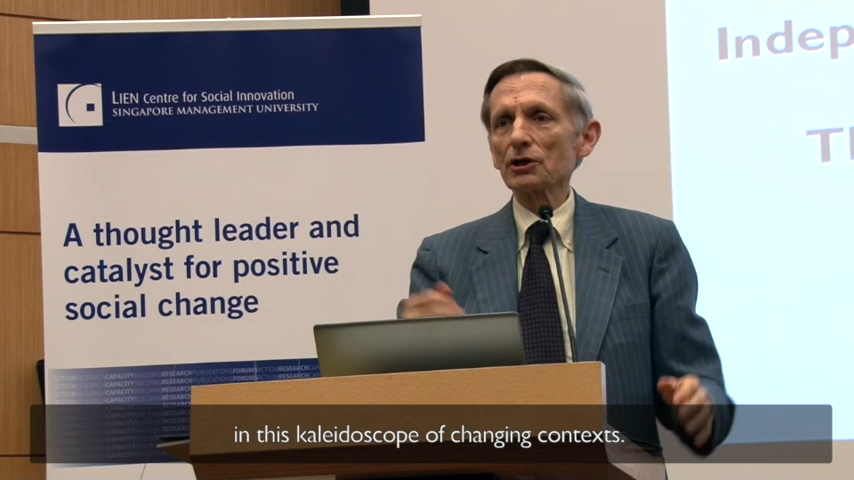 LIEN Centre for Social Innovation
SINGAPORE MANAGEMENT UNIVERSITY
A thought leader and
catalyst for positive
social change
Indep
Th
in this kaleidoscope of changing contexts.